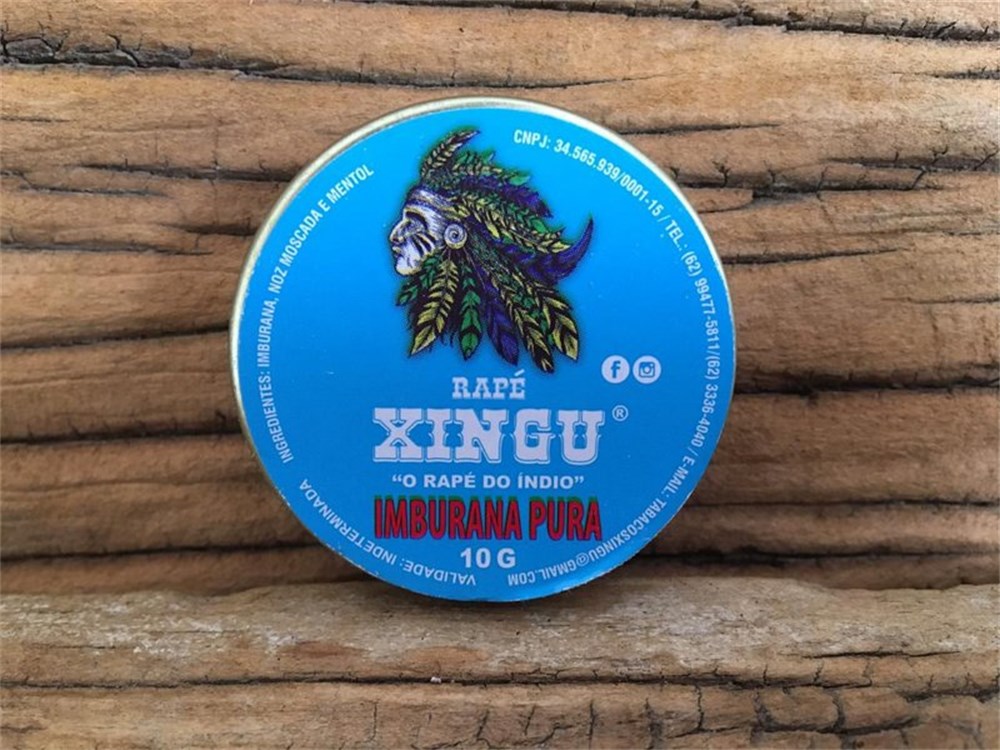 INGREDIENTES: IMBURANA, NOZ MOSCADA E MENTOL
CNPJ: 34.565.939/0001-15 / TEL.: (62) 99477-5811/(62) 3336-4040 / E-MAIL: TABACOSXINGU@GMAIL.COM
RAPÉ
XINGU®
“O RAPÉ DO ÍNDIO”
IMBURANA PURA
10 G
VALIDADE: INDETERMINADA